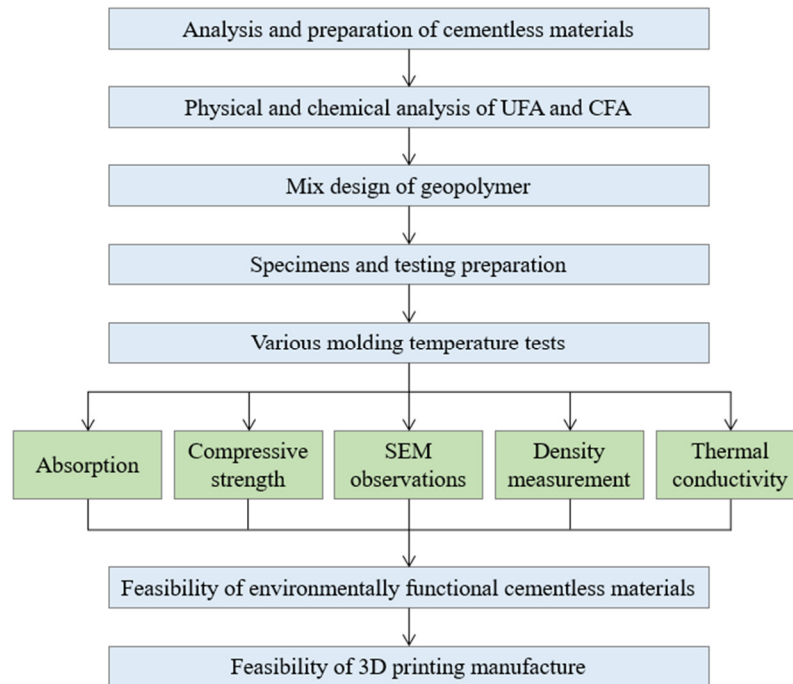 Analysis and preparation of cementless materials
Physical and chemical analysis of UFA and CFA
Mix design of geopolymer
Specimens and testing preparation
Various molding temperature tests
Absorption
Compressive
strength
SEM
observations
Density
measurement
Thermal
conductivity
Feasibility of environmentally functional cementless materials
Feasibility of 3D printing manufacture